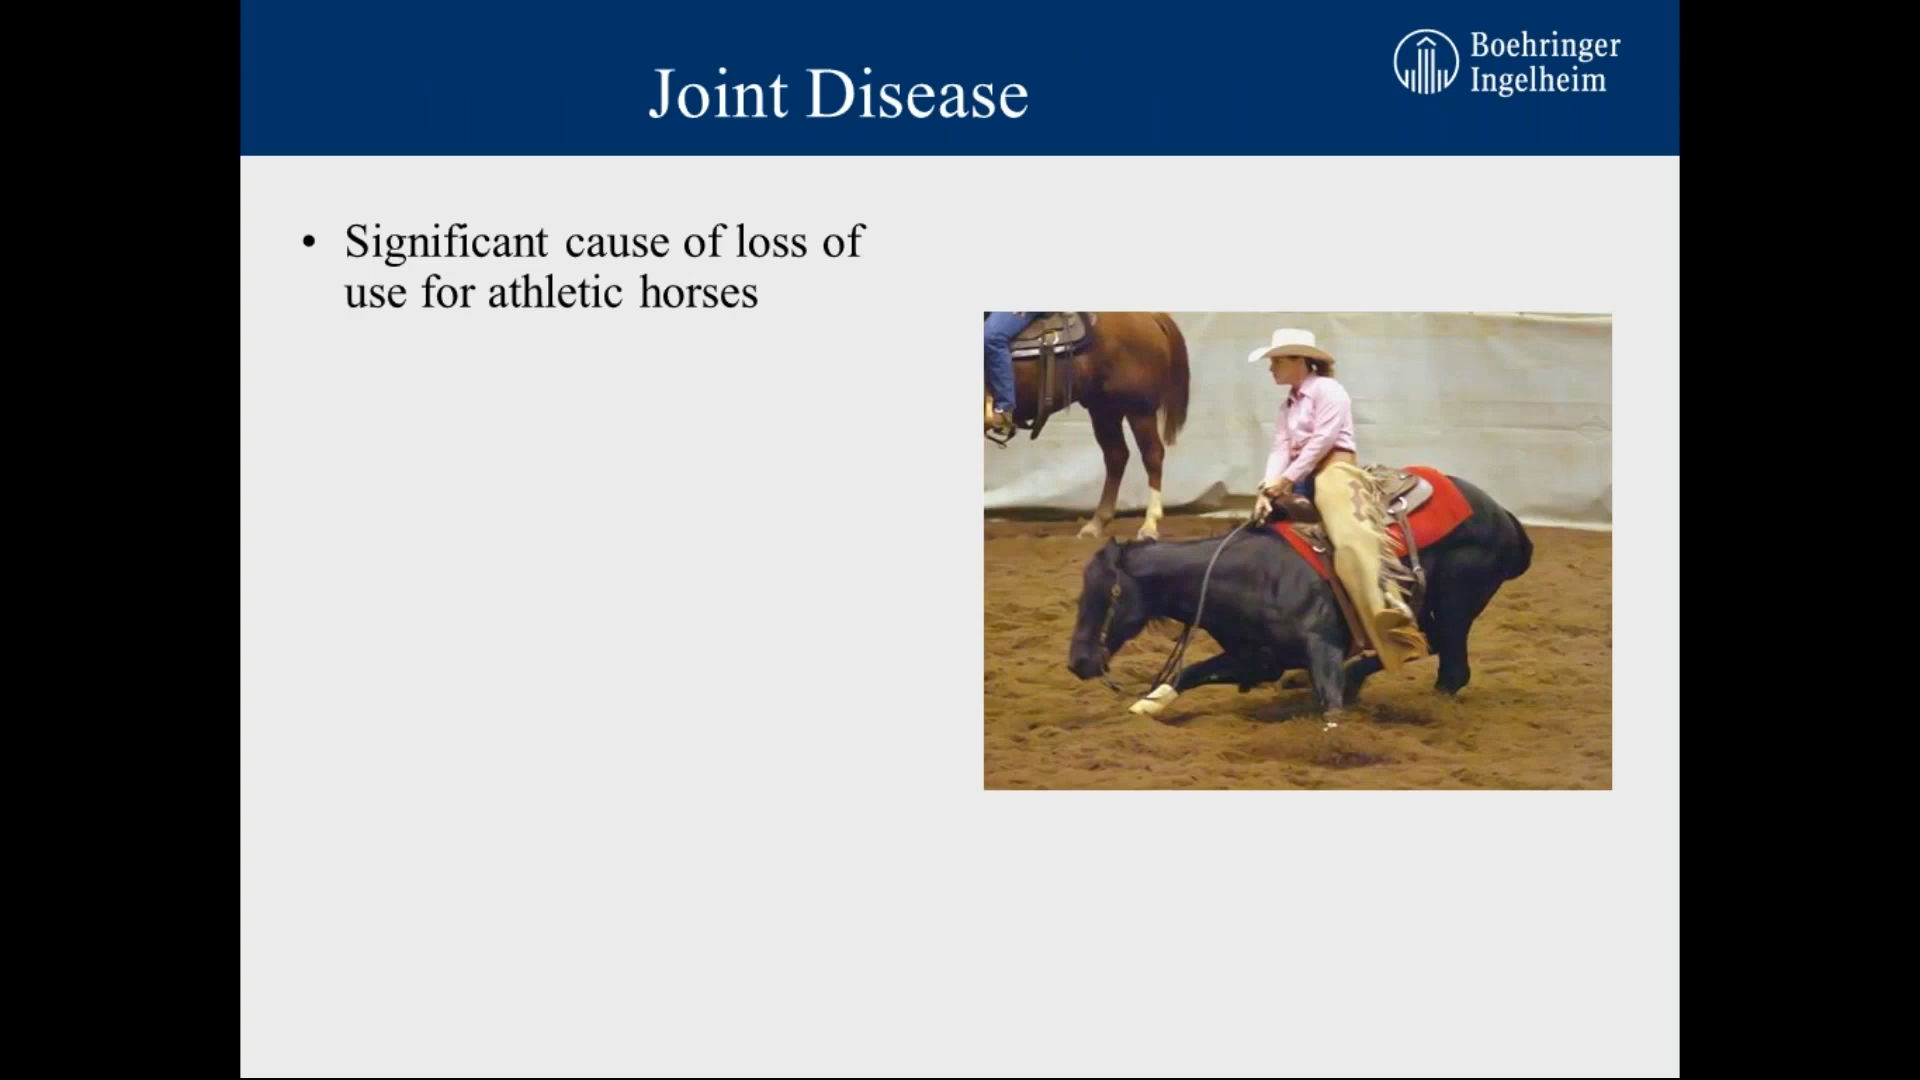 Joint Disease
Boehringer
Ingelheim
• Significant cause of loss of
use for athletic horses